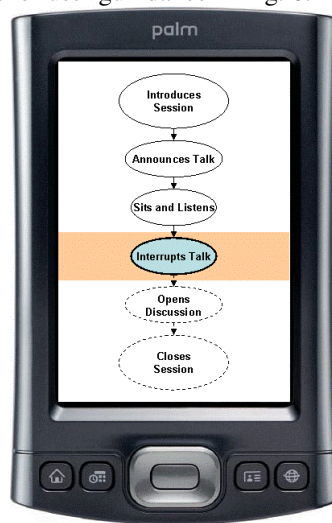 palm
Introduces
Session
Announces Talk
Sits and Listens
Interrupts Talk
Opens
Discussion
Closes
Session